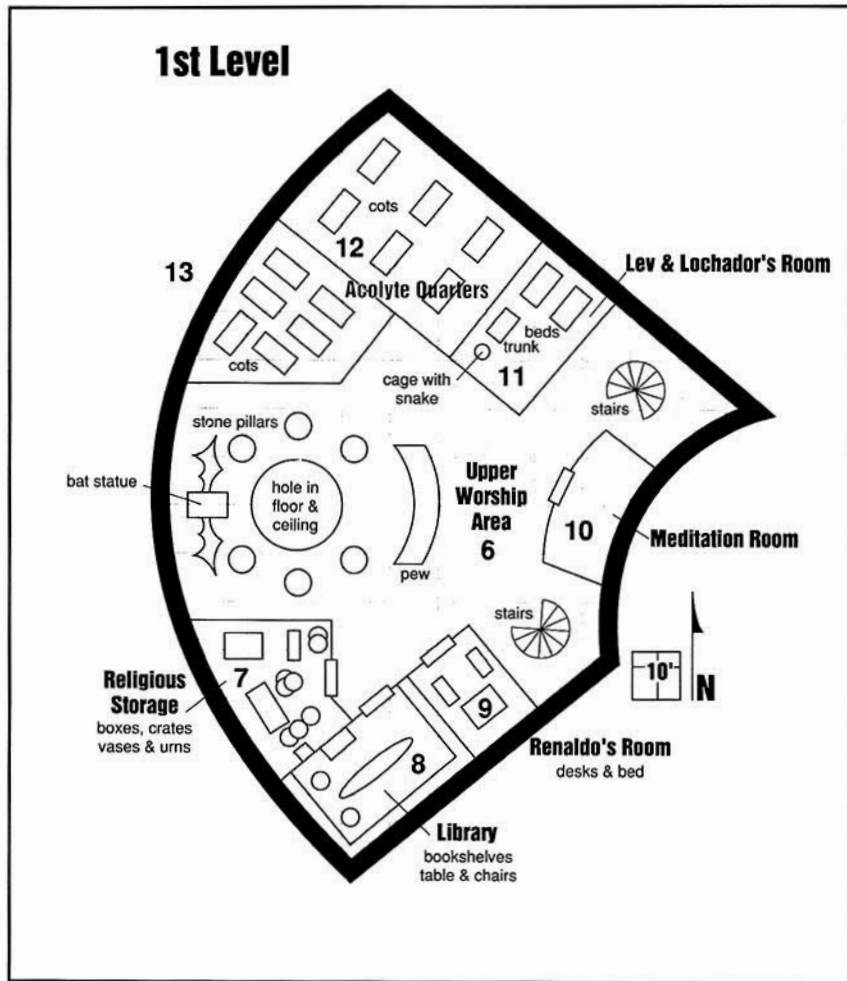 1st Level
cots
12
13
Acolyte Quarters
Lev & Lochador's Room
beds
trunk
cots
cage with
snake
11
stairs
stone pillars
bat statue
hole in
floor &
ceiling
Upper
Worship
Area
6
pew
10
Meditation Room
stairs
7
Religious
Storage
boxes, crates
vases & urns
9
10'
N
Renaldo's Room
desks & bed
8
Library
bookshelves
table & chairs